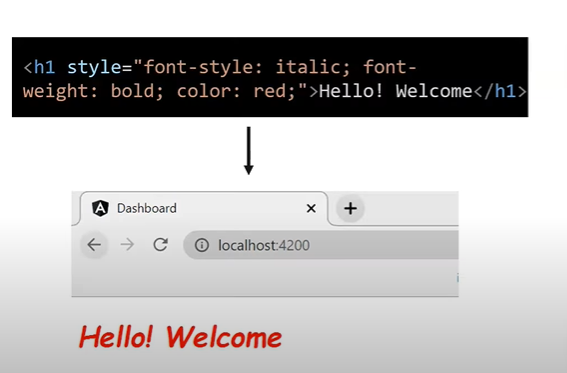 <h1 style="font-style: italic; font-
weight: bold; color: red;">Hello! Welcome</h1>
Dashboard
localhost:4200
Hello! Welcome